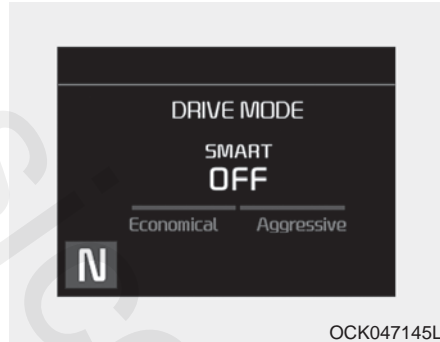 DRIVE MODE
SMART
OFF
Economical Aggressive
N
OCK047145L